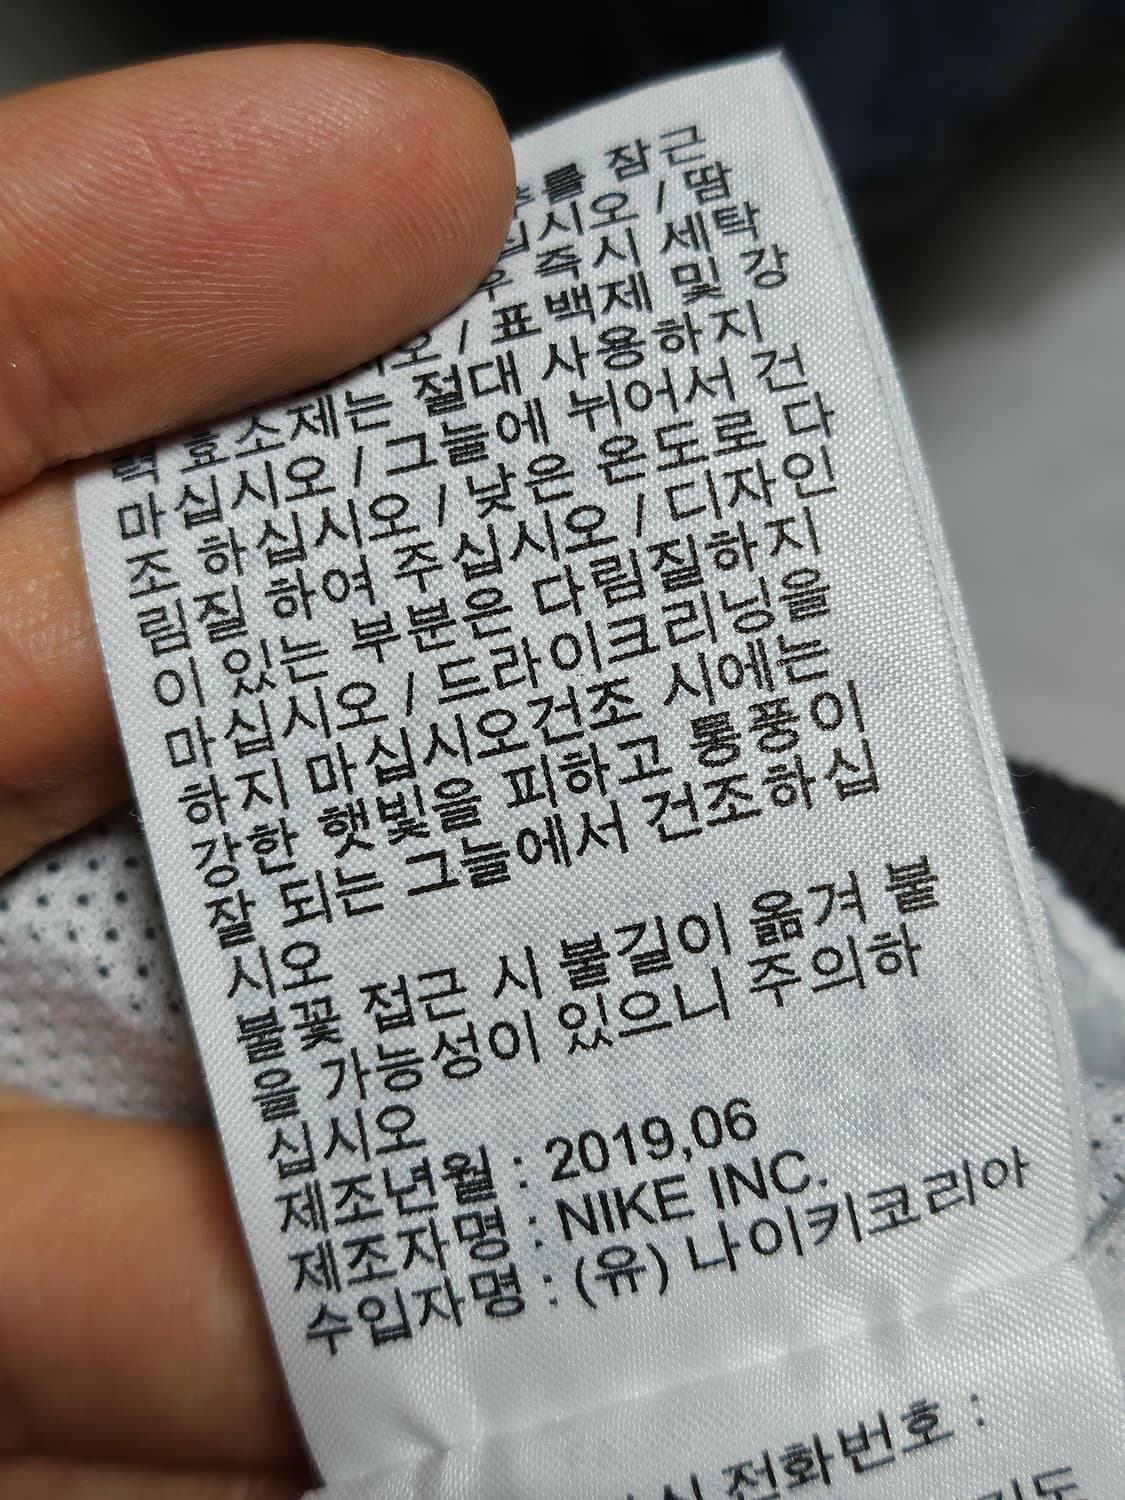 를 잠근
십시오 / 땀
우 즉시 세탁
오 / 표백제 및 강
력 효소제는 절대 사용하지
마십시오 / 그늘에 뉘어서 건
조 하십시오 / 낮은 온도로 다
림질 하여 주십시오 / 디자인
이 있는 부분은 다림질하지
마십시오 / 드라이크리닝을
하지 마십시오건조 시에는
강한 햇빛을 피하고 통풍이
잘 되는 그늘에서 건조하십
시오
불꽃 접근 시 불길이 옮겨 붙
을 가능성이 있으니 주의하
십시오
제조년월 : 2019,06
제조자명 : NIKE INC.
수입자명 : (유) 나이키코리아
전화번호 :